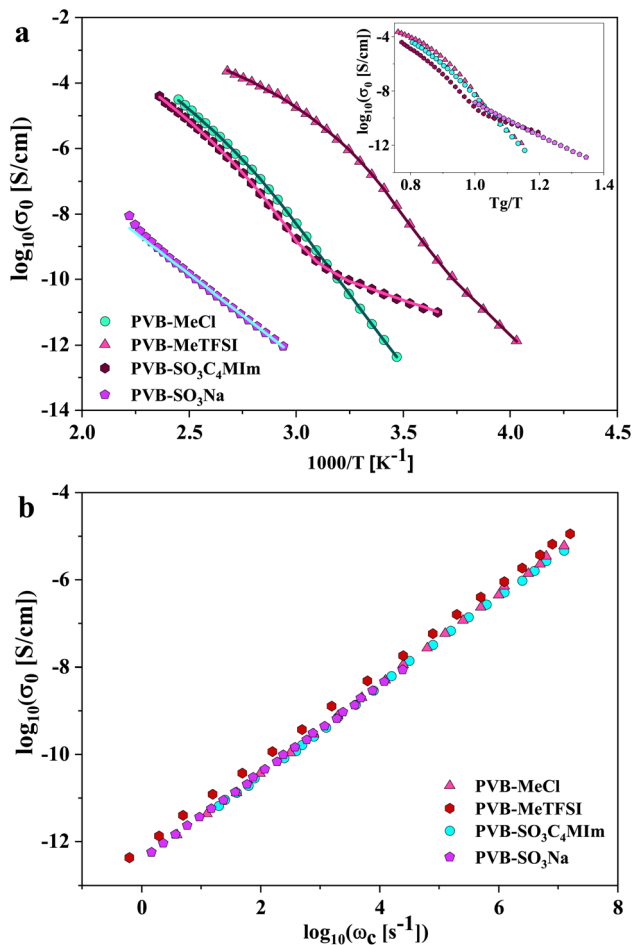 a
-2
-4
-6
-8
-10
-12
-14
log₁₀(σ₀ [S/cm])
2.0
2.5
3.0
3.5
4.0
4.5
1000/T [K⁻¹]
PVB-MeCl
PVB-MeTFSI
PVB-SO₃C₄MIm
PVB-SO₃Na
-4
-8
-12
log₁₀(σ₀ [S/cm])
0.8
1.0
1.2
1.4
Tg/T
b
-4
-6
-8
-10
-12
log₁₀(σ₀ [S/cm])
PVB-MeCl
PVB-MeTFSI
PVB-SO₃C₄MIm
PVB-SO₃Na
0
2
4
6
8
log₁₀(ωc [s⁻¹])